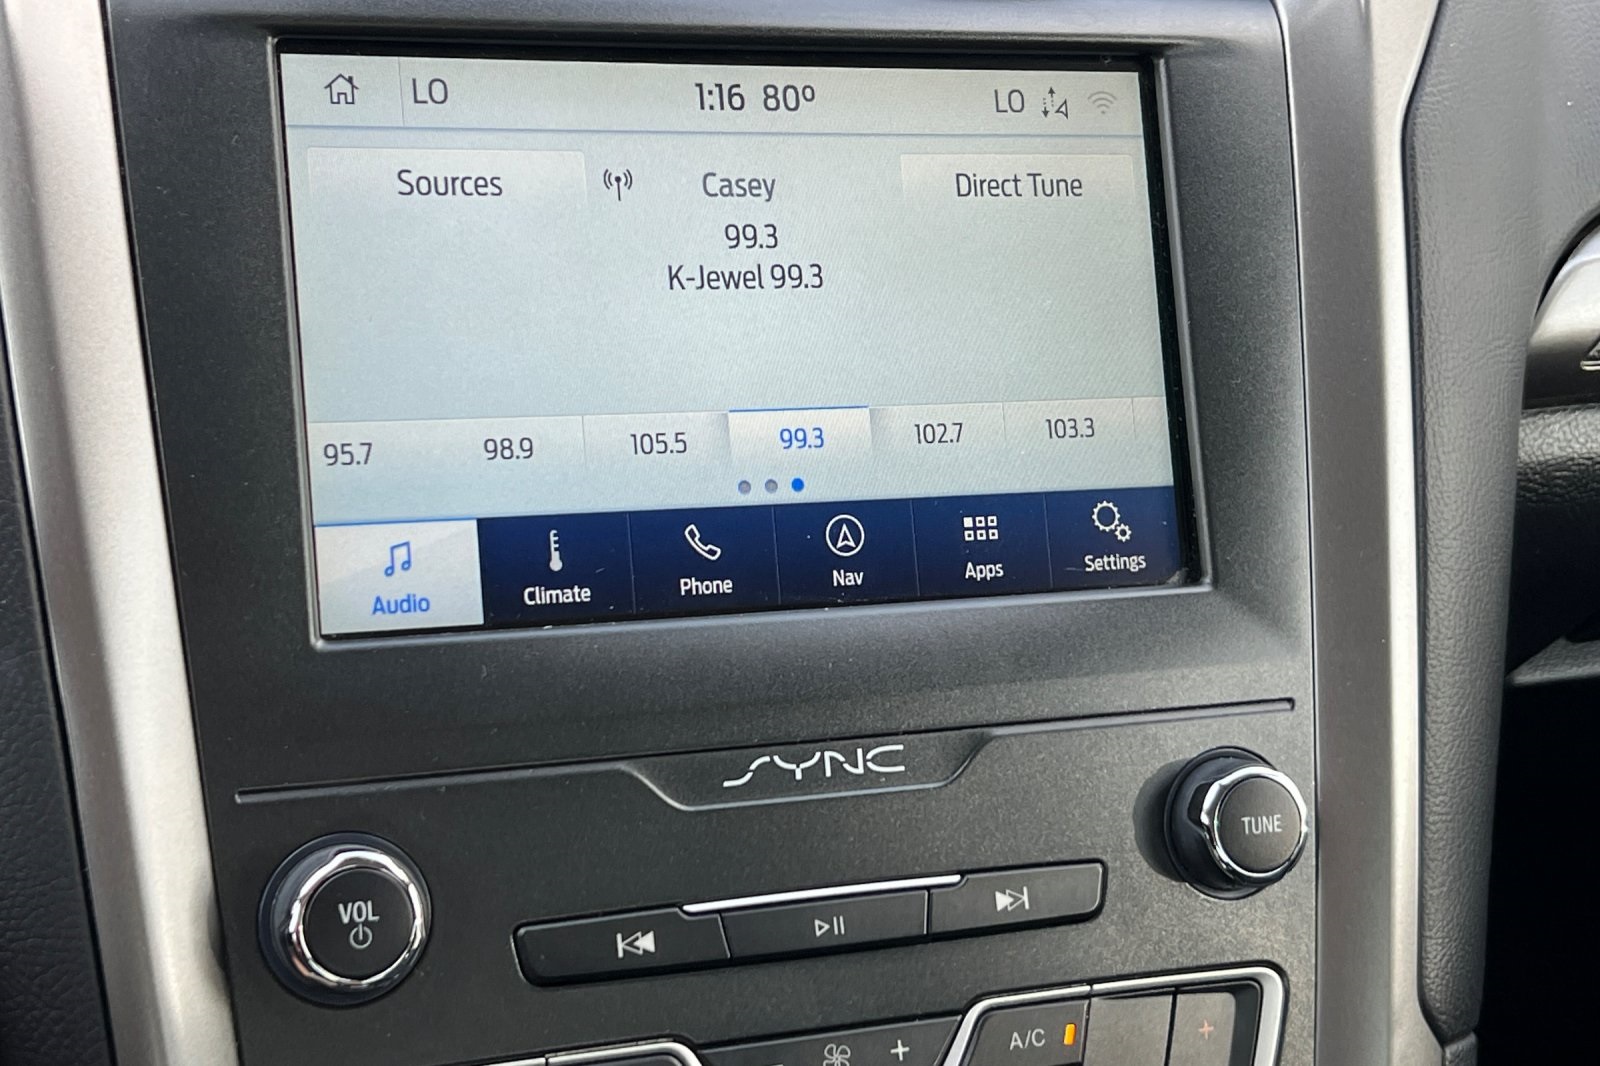 LO
1:16 80º
LO
Sources
Casey
Direct Tune
99.3
K-Jewel 99.3
95.7
98.9
105.5
99.3
102.7
103.3
Audio
Climate
Phone
Nav
Apps
Settings
SYNC
VOL
TUNE
A/C
+
+